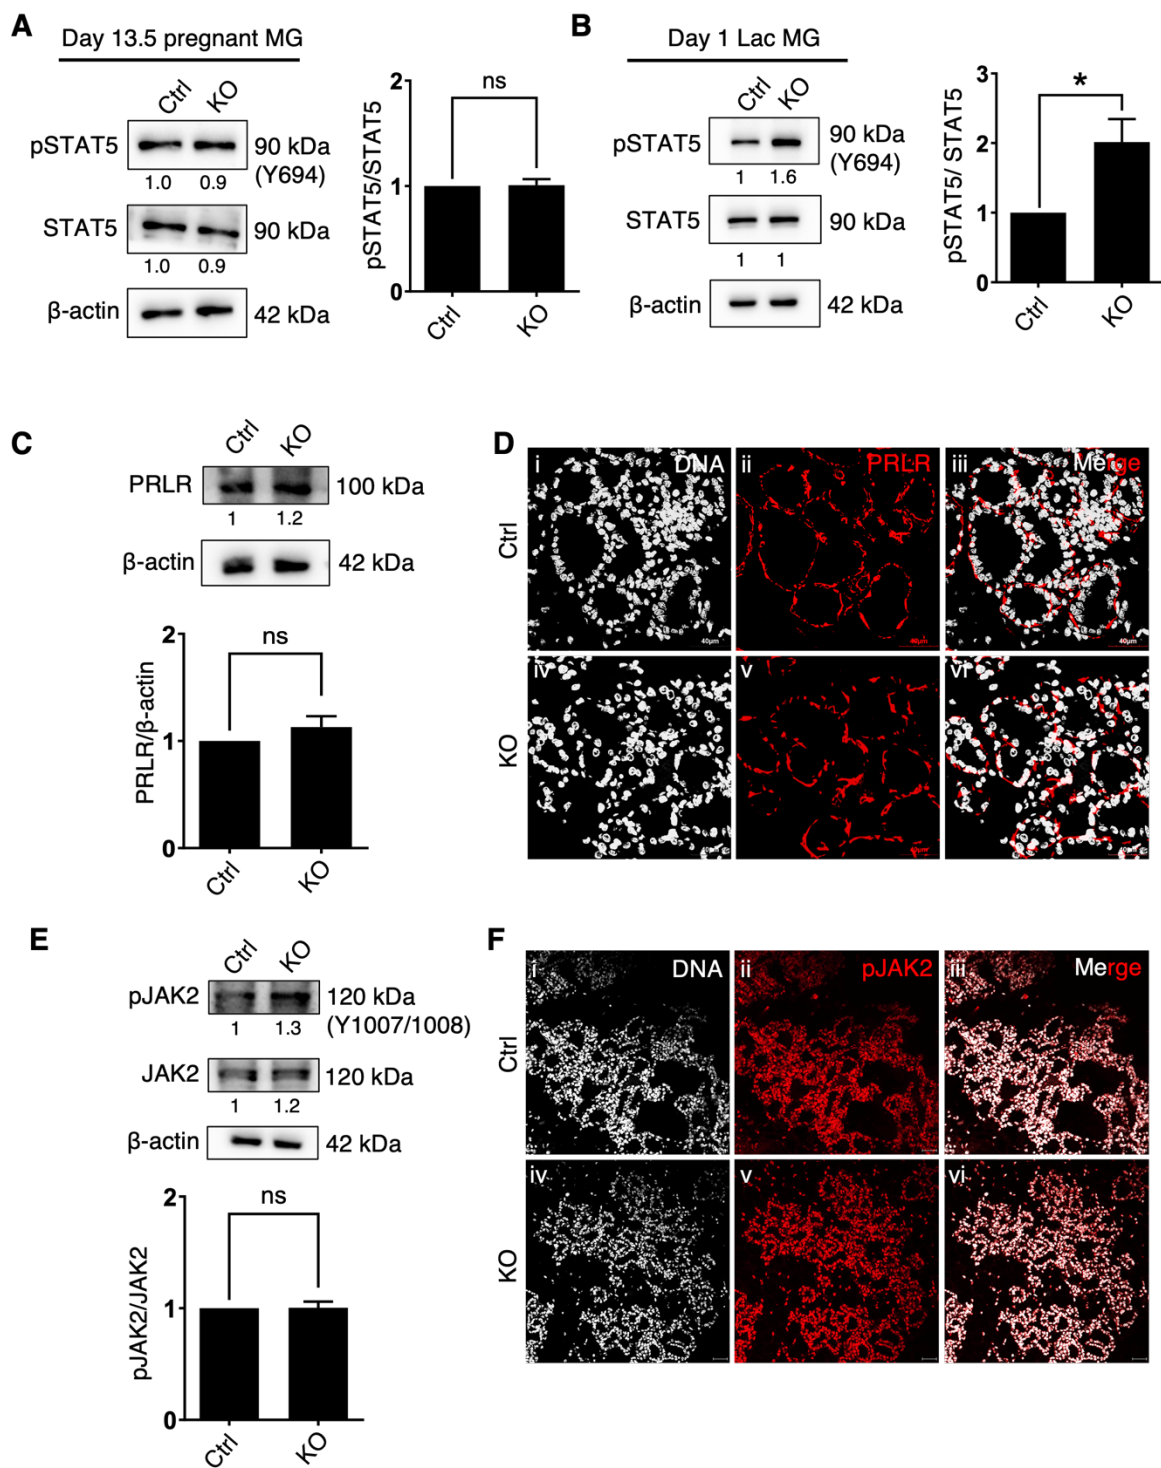 A
Day 13.5 pregnant MG
Ctrl KO
pSTAT5 90 kDa
(Y694)
1.0 0.9
STAT5 90 kDa
1.0 0.9
β-actin 42 kDa
pSTAT5/STAT5
2
1
0
ns
Ctrl KO
B
Day 1 Lac MG
Ctrl KO
pSTAT5 90 kDa
(Y694)
1 1.6
STAT5 90 kDa
1 1
β-actin 42 kDa
pSTAT5/ STAT5
3
2
1
0
*
Ctrl KO
C
Ctrl KO
PRLR 100 kDa
1 1.2
β-actin 42 kDa
PRLR/β-actin
2
1
0
ns
Ctrl KO
D
Ctrl
i DNA
40μm
ii PRLR
40μm
iii Merge
40μm
KO
iv
40μm
v
40μm
vi
40μm
E
Ctrl KO
pJAK2 120 kDa
(Y1007/1008)
1 1.3
JAK2 120 kDa
1 1.2
β-actin 42 kDa
pJAK2/JAK2
2
1
0
ns
Ctrl KO
F
Ctrl
i DNA
ii pJAK2
iii Merge
KO
iv
v
vi